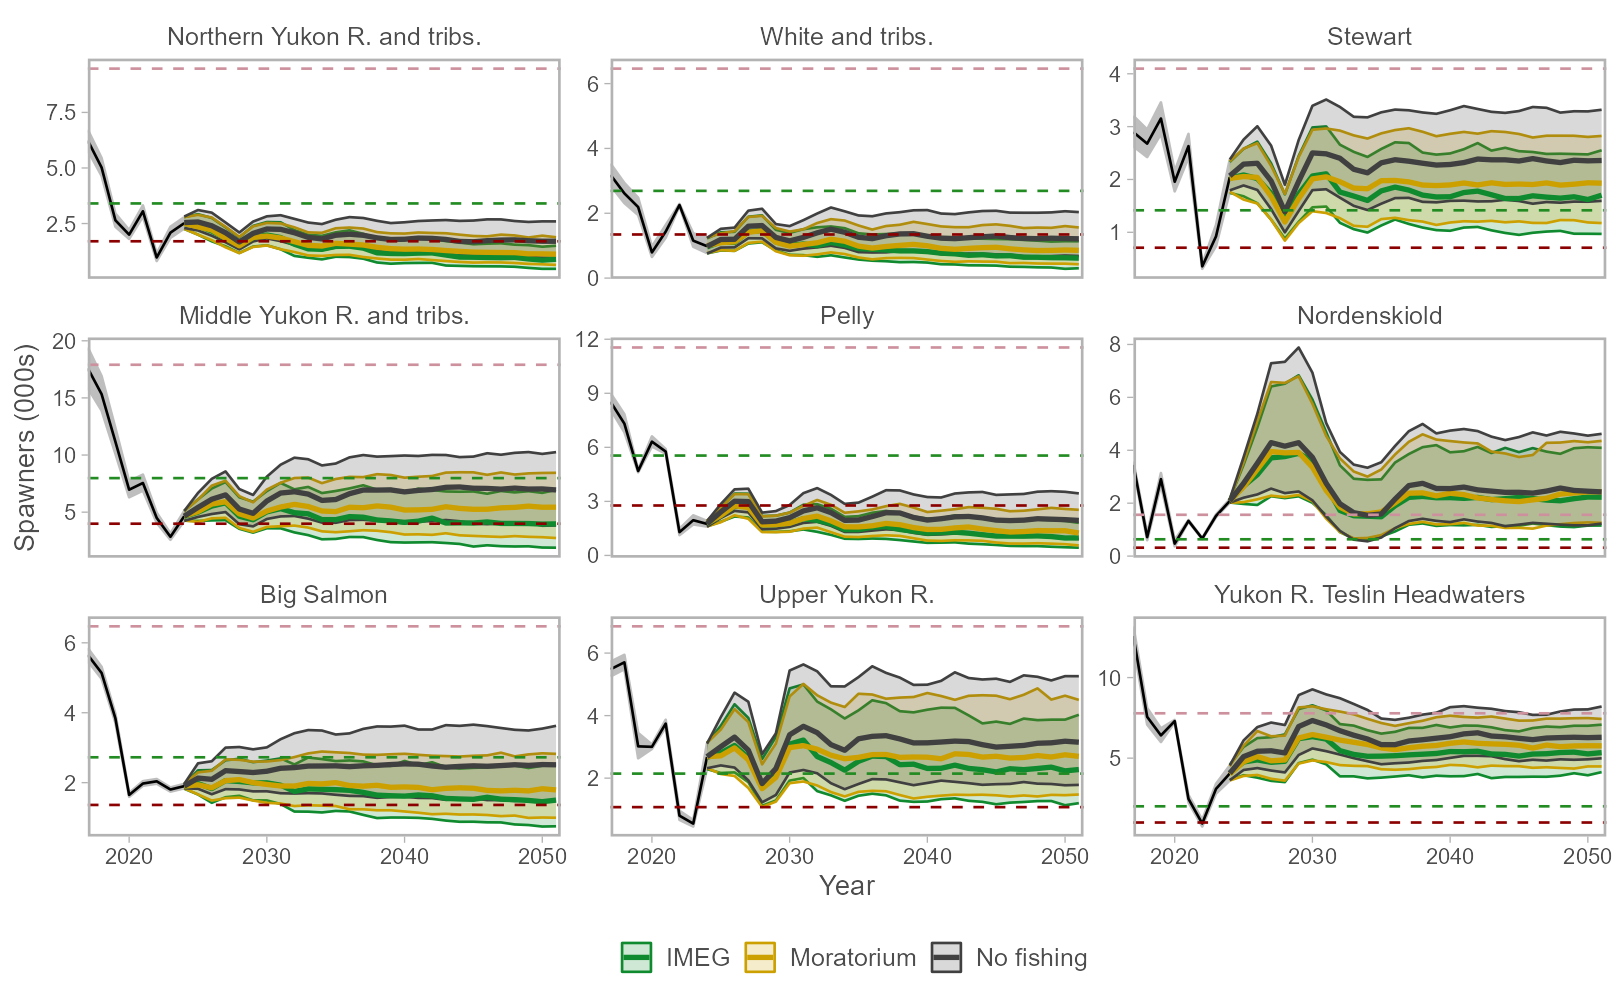 Northern Yukon R. and tribs.
White and tribs.
Stewart
7.5
5.0
2.5
6
4
2
0
4
3
2
1
Middle Yukon R. and tribs.
Pelly
Nordenskiold
20
15
10
5
12
9
6
3
0
8
6
4
2
0
Spawners (000s)
Big Salmon
Upper Yukon R.
Yukon R. Teslin Headwaters
6
4
2
6
4
2
10
5
2020 2030 2040 2050
2020 2030 2040 2050
2020 2030 2040 2050
Year
IMEG Moratorium No fishing